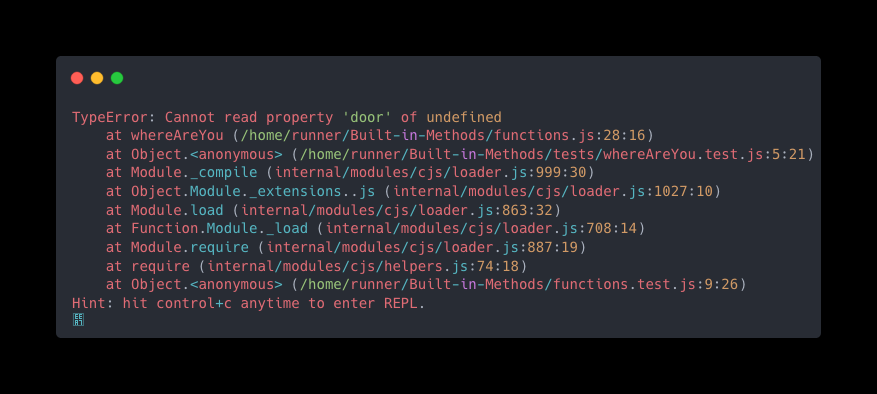 TypeError: Cannot read property 'door' of undefined
at whereAreYou (/home/runner/Built-in-Methods/functions.js:28:16)
at Object.<anonymous> (/home/runner/Built-in-Methods/tests/whereAreYou.test.js:5:21)
at Module._compile (internal/modules/cjs/loader.js:999:30)
at Object.Module._extensions..js (internal/modules/cjs/loader.js:1027:10)
at Module.load (internal/modules/cjs/loader.js:863:32)
at Function.Module._load (internal/modules/cjs/loader.js:708:14)
at Module.require (internal/modules/cjs/loader.js:887:19)
at require (internal/modules/cjs/helpers.js:74:18)
at Object.<anonymous> (/home/runner/Built-in-Methods/functions.test.js:9:26)
Hint: hit control+c anytime to enter REPL.